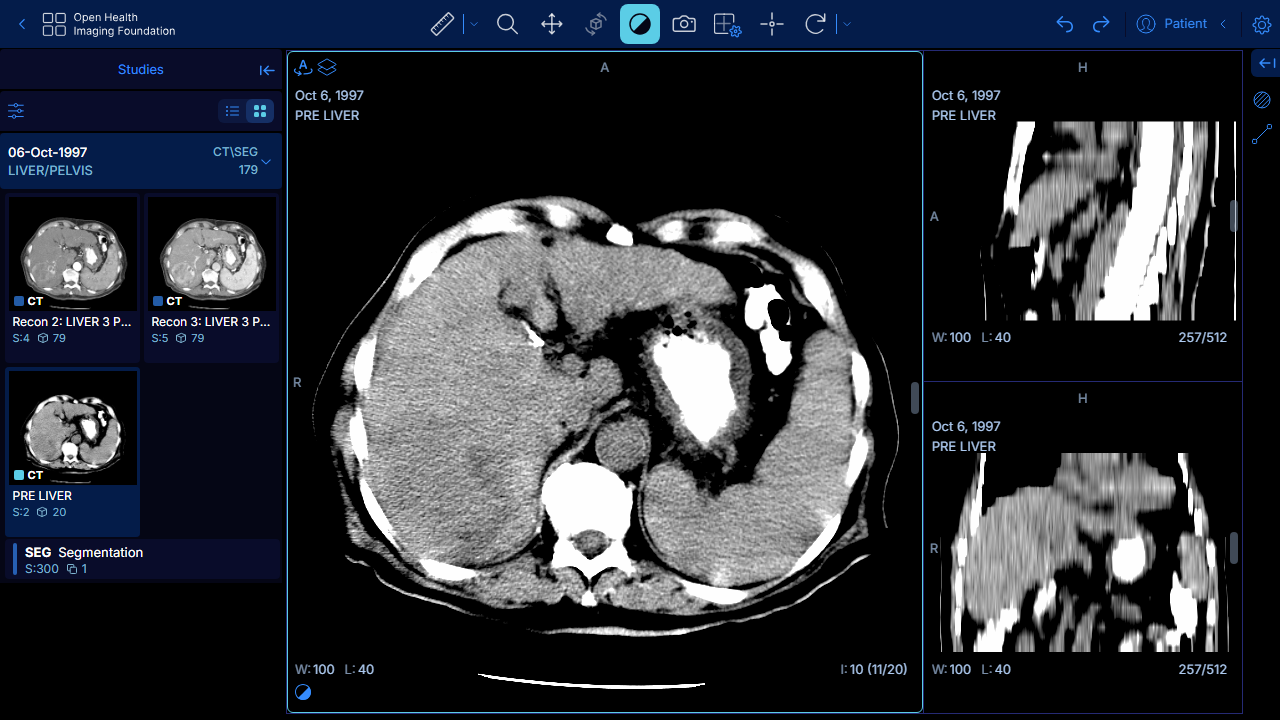 Open Health
Imaging Foundation
Patient
Studies
06-Oct-1997
CT\SEG
LIVER/PELVIS
179
CT
CT
Recon 2: LIVER 3 P...
Recon 3: LIVER 3 P...
S:4 79
S:5 79
CT
PRE LIVER
S:2 20
SEG Segmentation
S:300 1
A
A
Oct 6, 1997
PRE LIVER
R
W:100 L:40
I:10 (11/20)
H
Oct 6, 1997
PRE LIVER
A
W:100 L:40
257/512
H
Oct 6, 1997
PRE LIVER
R
W:100 L:40
257/512